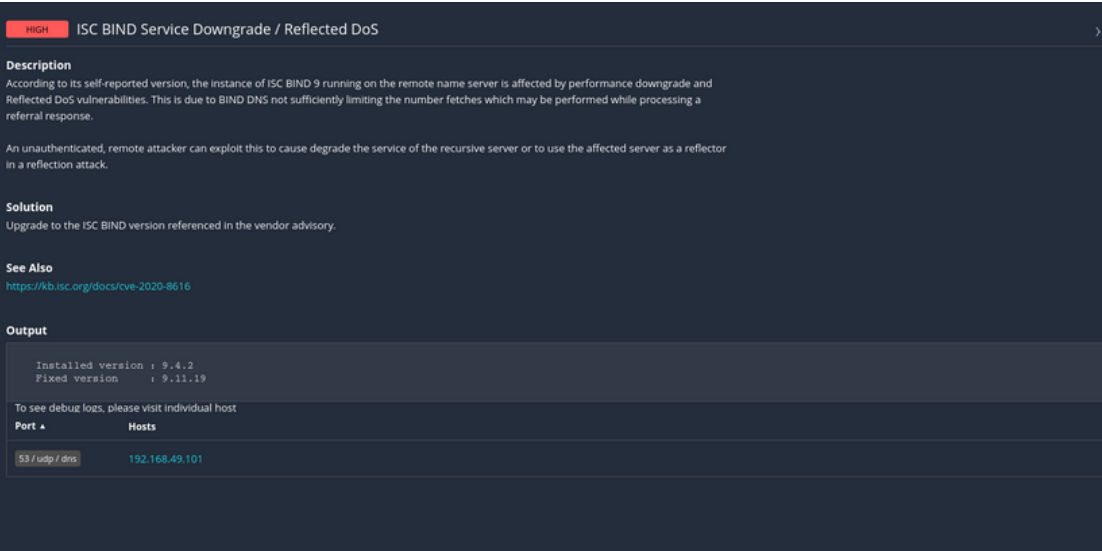 HIGH ISC BIND Service Downgrade / Reflected DoS
Description
According to its self-reported version, the instance of ISC BIND 9 running on the remote name server is affected by performance downgrade and
Reflected DoS vulnerabilities. This is due to BIND DNS not sufficiently limiting the number fetches which may be performed while processing a
referral response.
An unauthenticated, remote attacker can exploit this to cause degrade the service of the recursive server or to use the affected server as a reflector
in a reflection attack.
Solution
Upgrade to the ISC BIND version referenced in the vendor advisory.
See Also
https://kb.isc.org/docs/cve-2020-8616
Output
Installed version : 9.4.2
Fixed version : 9.11.19
To see debug logs, please visit individual host
Port ▲ Hosts
53 / udp / dns 192.168.49.101